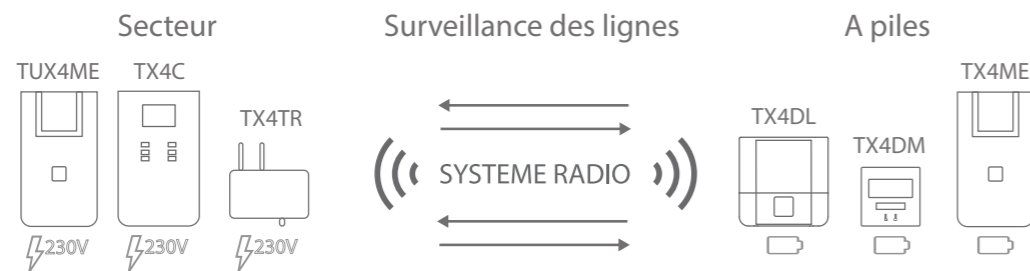 Secteur
Surveillance des lignes
A piles
TUX4ME
TX4C
TX4TR
TX4DL
TX4DM
TX4ME
SYSTEME RADIO
230V
230V
230V